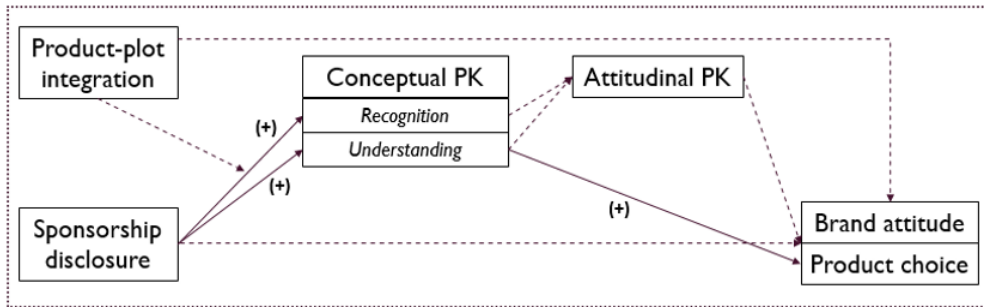 Product-plot
integration
Conceptual PK
Recognition
Understanding
Attitudinal PK
(+)
(+)
(+)
Sponsorship
disclosure
Brand attitude
Product choice